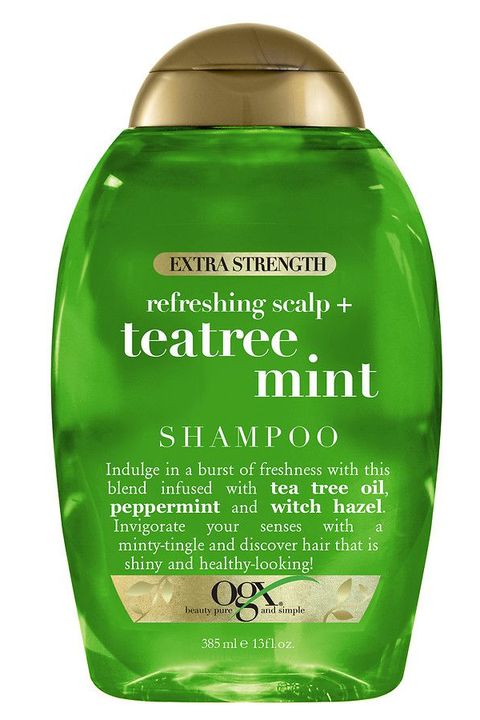 EXTRA STRENGTH
refreshing scalp +
teatree
mint
SHAMPOO
Indulge in a burst of freshness with this
blend infused with tea tree oil,
peppermint and witch hazel.
Invigorate your senses with a
minty-tingle and discover hair that is
shiny and healthy-looking!
ogx®
beauty pure and simple
385 ml e 13fl.oz.